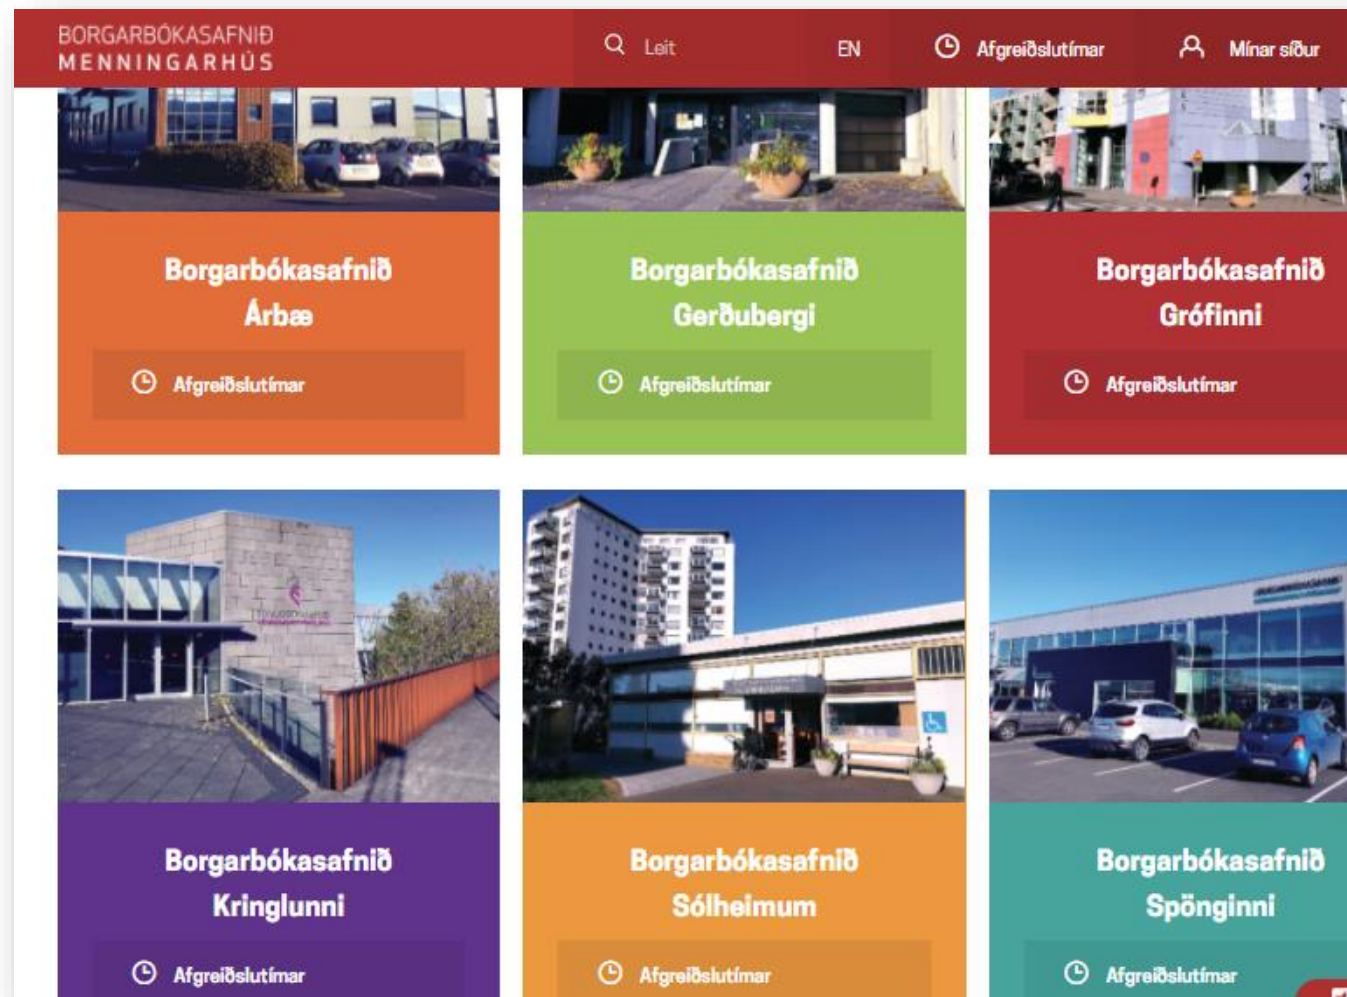 BORGARBÓKASAFNIÐ
MENNINGARHÚS
Leit
EN
Afgreiðslutímar
Mínar síður
Borgarbókasafnið
Árbæ
Afgreiðslutímar
Borgarbókasafnið
Gerðubergi
Afgreiðslutímar
Borgarbókasafnið
Grófinni
Afgreiðslutímar
Borgarbókasafnið
Kringlunni
Afgreiðslutímar
Borgarbókasafnið
Sólheimum
Afgreiðslutímar
Borgarbókasafnið
Spönginni
Afgreiðslutímar